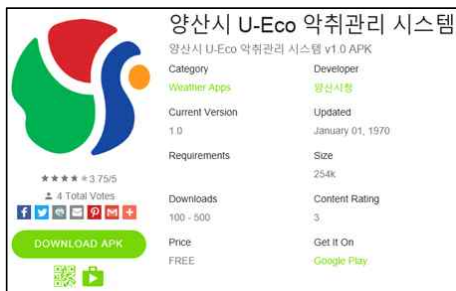 양산시 U-Eco 악취관리 시스템
양산시 U-Eco 악취관리 시스템 v1.0 APK
Category
Developer
Weather Apps
양산시청
Current Version
Updated
1.0
January 01, 1970
Requirements
Size
254k
★★★★★ 3.75/5
4 Total Votes
Downloads
Content Rating
100 - 500
3
DOWNLOAD APK
Price
Get It On
FREE
Google Play